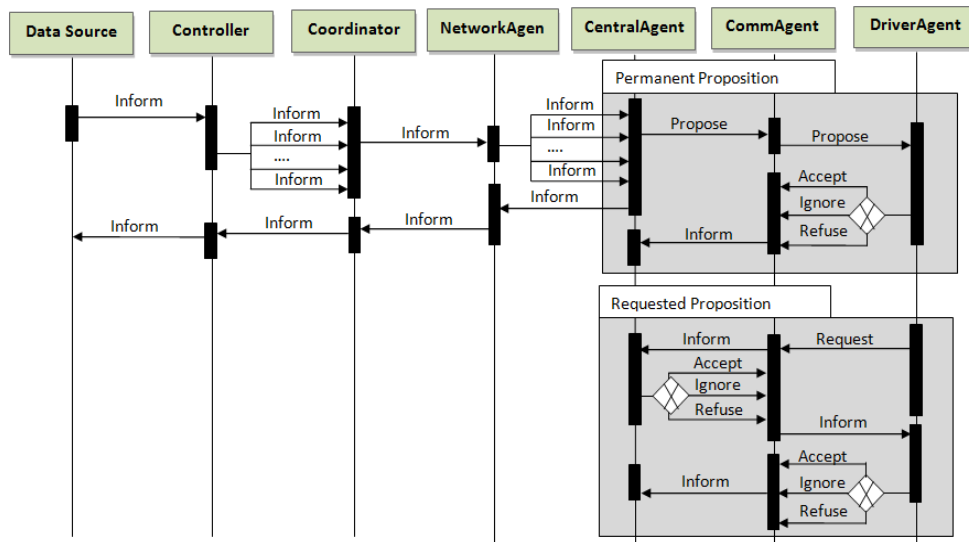 Data Source
Controller
Coordinator
NetworkAgen
CentralAgent
CommAgent
DriverAgent
Permanent Proposition
Inform
Inform
Inform
....
Inform
Inform
Inform
Inform
....
Inform
Propose
Propose
Accept
Ignore
Refuse
Inform
Inform
Inform
Inform
Inform
Requested Proposition
Request
Inform
Accept
Ignore
Refuse
Inform
Accept
Ignore
Refuse
Inform